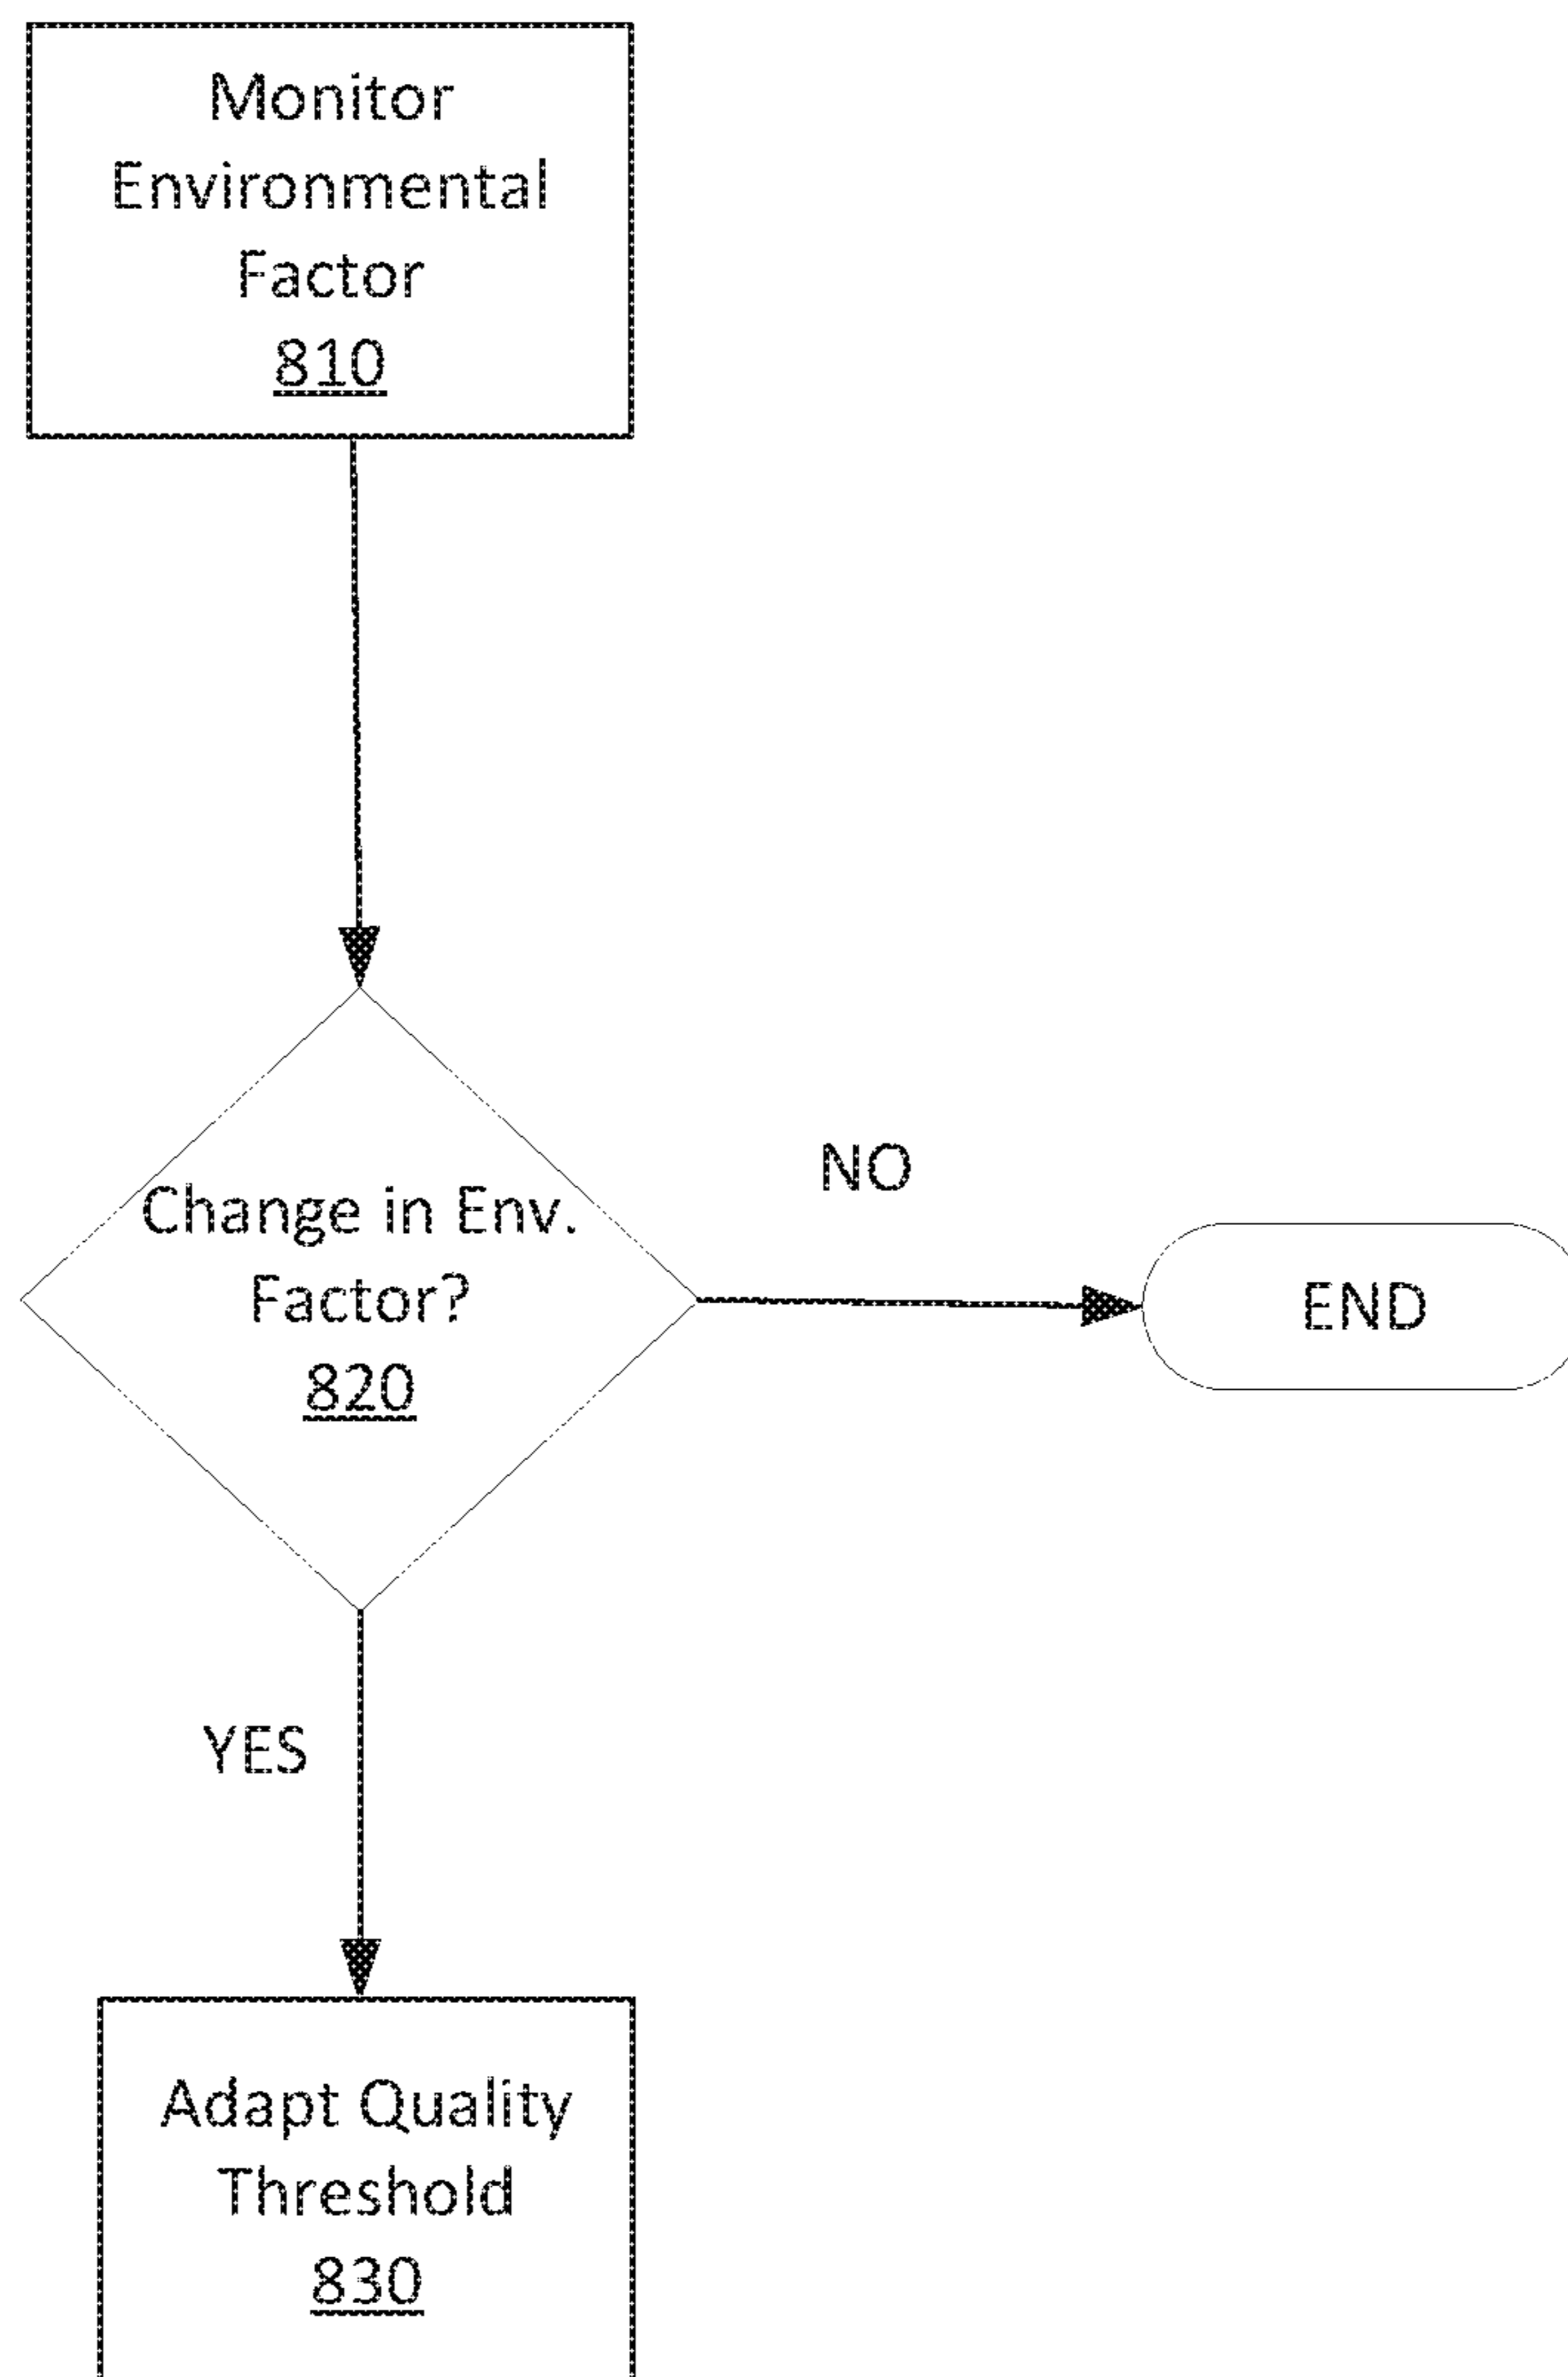 Monitor
Environmental
Factor
810
Change in Env.
Factor?
820
NO
END
YES
Adapt Quality
Threshold
830